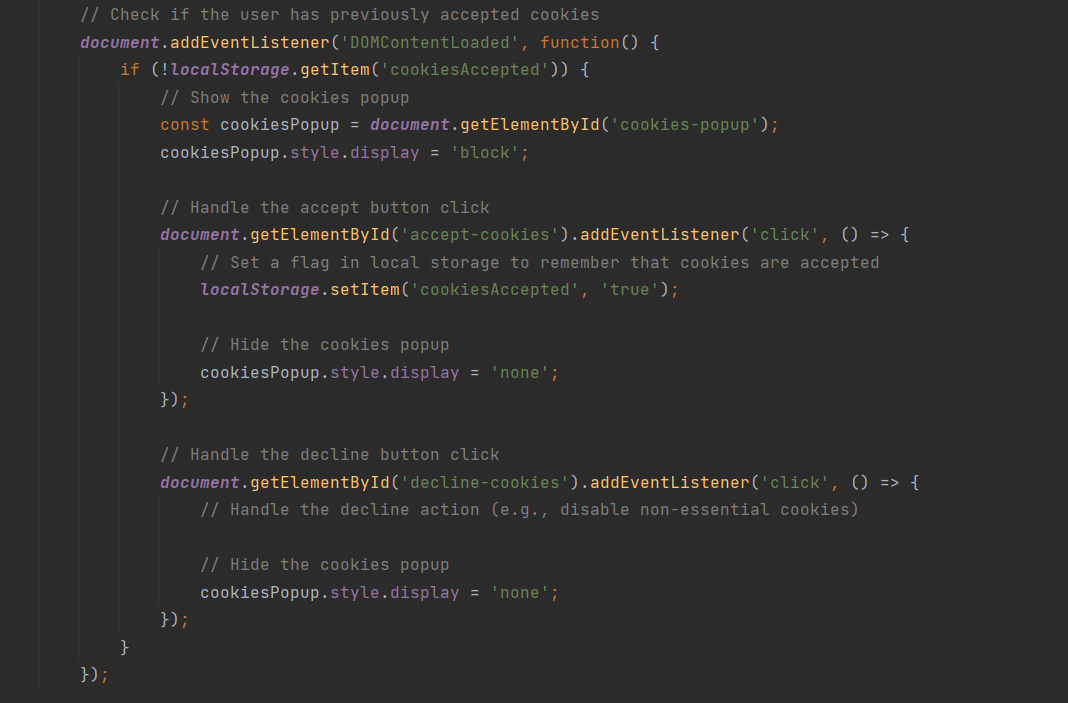 // Check if the user has previously accepted cookies
document.addEventListener('DOMContentLoaded', function() {
if (!localStorage.getItem('cookiesAccepted')) {
// Show the cookies popup
const cookiesPopup = document.getElementById('cookies-popup');
cookiesPopup.style.display = 'block';
// Handle the accept button click
document.getElementById('accept-cookies').addEventListener('click', () => {
// Set a flag in local storage to remember that cookies are accepted
localStorage.setItem('cookiesAccepted', 'true');
// Hide the cookies popup
cookiesPopup.style.display = 'none';
});
// Handle the decline button click
document.getElementById('decline-cookies').addEventListener('click', () => {
// Handle the decline action (e.g., disable non-essential cookies)
// Hide the cookies popup
cookiesPopup.style.display = 'none';
});
}
});